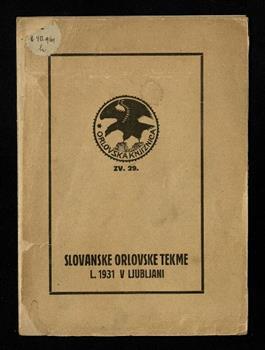 ORLOVSKA KNJIŽNICA
ZV. 29.
SLOVANSKE ORLOVSKE TEKME
L. 1931 V LJUBLJANI